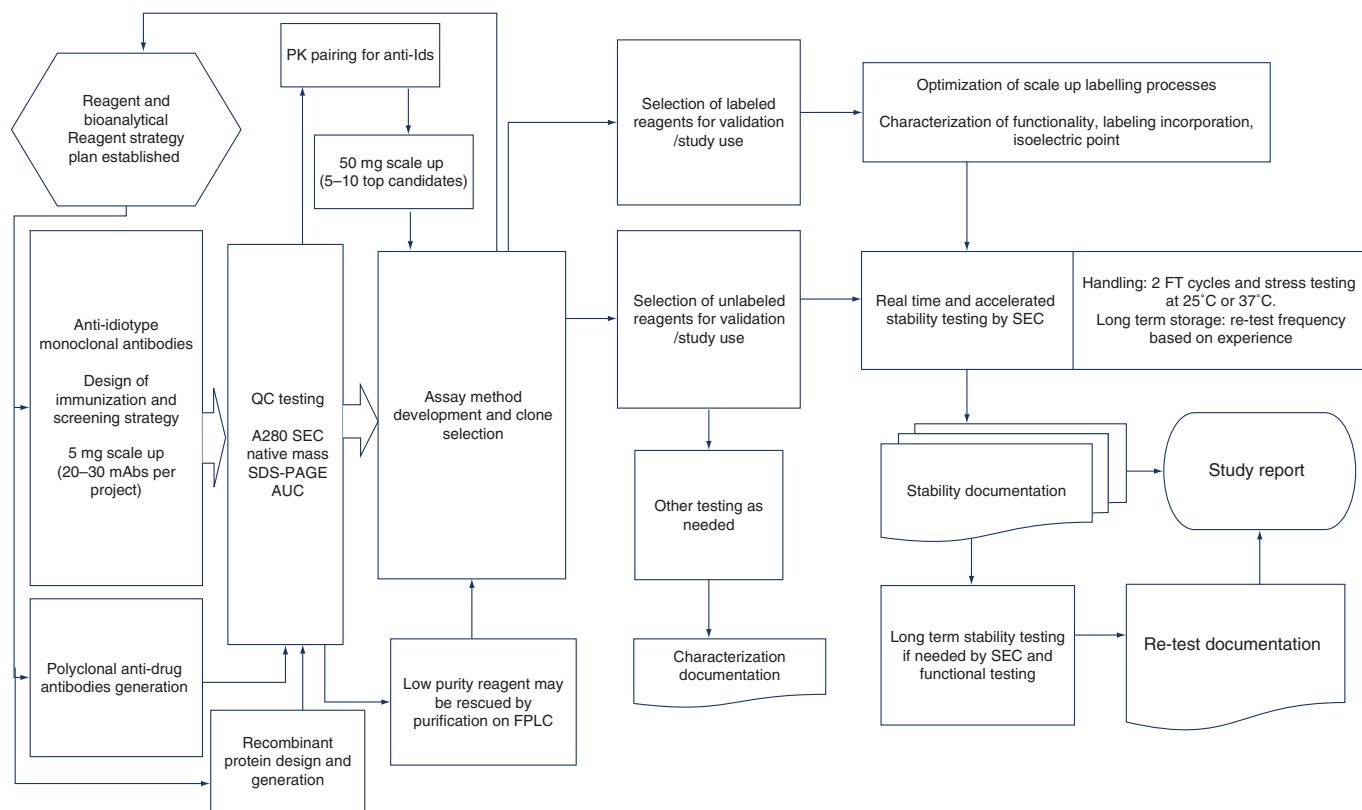 PK pairing for anti-Ids
Reagent and
bioanalytical
Reagent strategy
plan established
50 mg scale up
(5–10 top candidates)
Selection of labeled
reagents for validation
/study use
Optimization of scale up labelling processes
Characterization of functionality, labeling incorporation,
isoelectric point
Anti-idiotype
monoclonal antibodies
Design of
immunization and
screening strategy
5 mg scale up
(20–30 mAbs per
project)
QC testing
A280 SEC
native mass
SDS-PAGE
AUC
Assay method
development and clone
selection
Selection of unlabeled
reagents for validation
/study use
Real time and accelerated
stability testing by SEC
Handling: 2 FT cycles and stress testing
at 25˚C or 37˚C.
Long term storage: re-test frequency
based on experience
Other testing as
needed
Stability documentation
Study report
Polyclonal anti-drug
antibodies generation
Low purity reagent may
be rescued by
purification on FPLC
Characterization
documentation
Long term stability testing
if needed by SEC and
functional testing
Re-test documentation
Recombinant
protein design and
generation